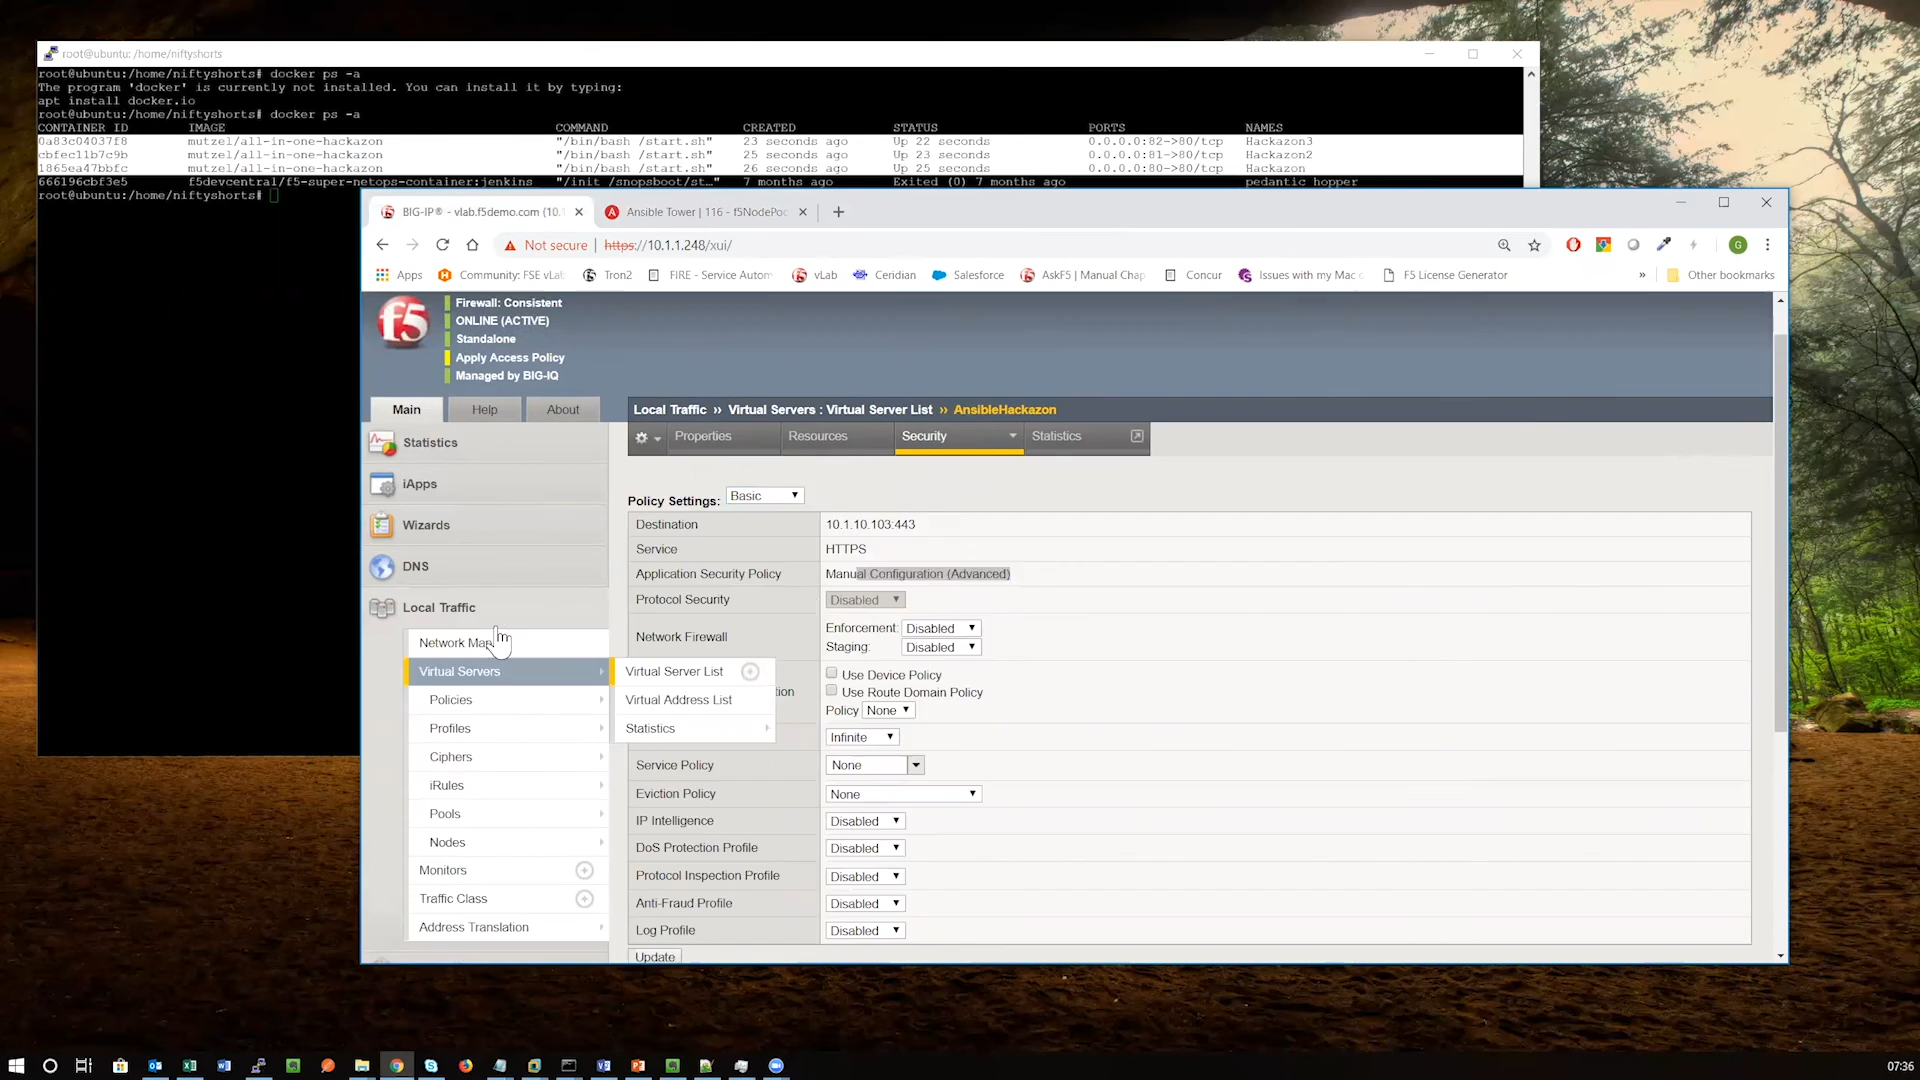 root@ubuntu: /home/niftyshorts
root@ubuntu:/home/niftyshorts# docker ps -a
The program 'docker' is currently not installed. You can install it by typing:
apt install docker.io
root@ubuntu:/home/niftyshorts# docker ps -a
CONTAINER ID IMAGE COMMAND CREATED STATUS PORTS NAMES
0a83c04037f8 mutzel/all-in-one-hackazon "/bin/bash /start.sh" 23 seconds ago Up 22 seconds 0.0.0.0:82->80/tcp Hackazon3
cbfec11b7c9b mutzel/all-in-one-hackazon "/bin/bash /start.sh" 25 seconds ago Up 23 seconds 0.0.0.0:81->80/tcp Hackazon2
1865ea47bbfc mutzel/all-in-one-hackazon "/bin/bash /start.sh" 26 seconds ago Up 25 seconds 0.0.0.0:80->80/tcp Hackazon
666196cbf3e5 f5devcentral/f5-super-netops-container:jenkins "/init /snopsboot/st…" 7 months ago Exited (0) 7 months ago pedantic hopper
root@ubuntu:/home/niftyshorts#
BIG-IP® - vlab.f5demo.com (10.1
Ansible Tower | 116 - f5NodePoo
Not secure | https://10.1.1.248/xui/
G
Apps Community: FSE vLab Tron2 FIRE - Service Autom vLab Ceridian Salesforce AskF5 | Manual Chap Concur Issues with my Mac c F5 License Generator » Other bookmarks
f5
Firewall: Consistent
ONLINE (ACTIVE)
Standalone
Apply Access Policy
Managed by BIG-IQ
Main Help About
Local Traffic ›› Virtual Servers : Virtual Server List ›› AnsibleHackazon
Properties Resources Security Statistics
Statistics
iApps
Wizards
DNS
Local Traffic
Network Map
Virtual Servers
Policies
Profiles
Ciphers
iRules
Pools
Nodes
Monitors
Traffic Class
Address Translation
Virtual Server List
Virtual Address List
Statistics
Policy Settings: Basic
Destination 10.1.10.103:443
Service HTTPS
Application Security Policy Manual Configuration (Advanced)
Protocol Security Disabled
Network Firewall Enforcement: Disabled
Staging: Disabled
tion Use Device Policy
Use Route Domain Policy
Policy None
Infinite
Service Policy None
Eviction Policy None
IP Intelligence Disabled
DoS Protection Profile Disabled
Protocol Inspection Profile Disabled
Anti-Fraud Profile Disabled
Log Profile Disabled
Update
07:36